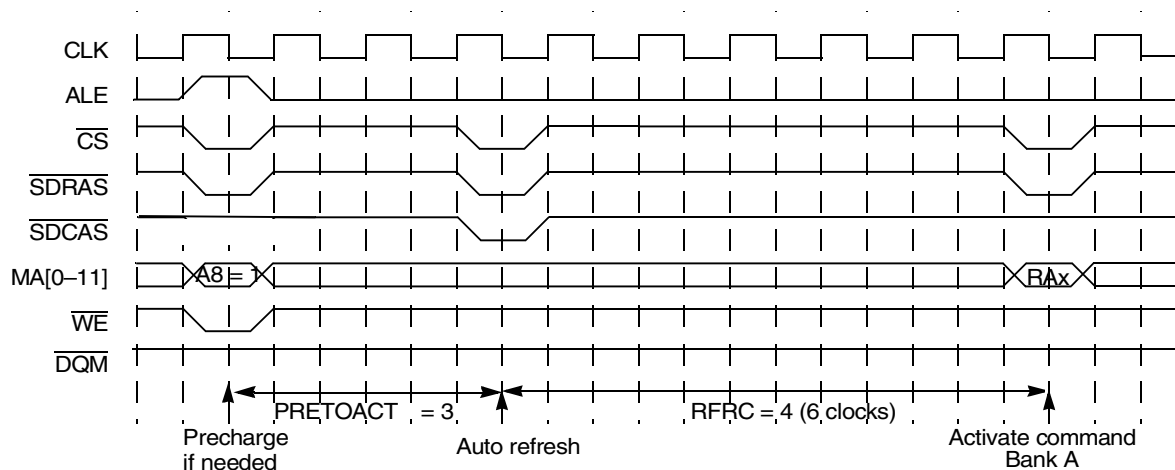 CLK
ALE
CS
SDRAS
SDCAS
MA[0–11]
A8 = 1
RAx
WE
DQM
PRETOACT = 3
RFRC = 4 (6 clocks)
Precharge
if needed
Auto refresh
Activate command
Bank A